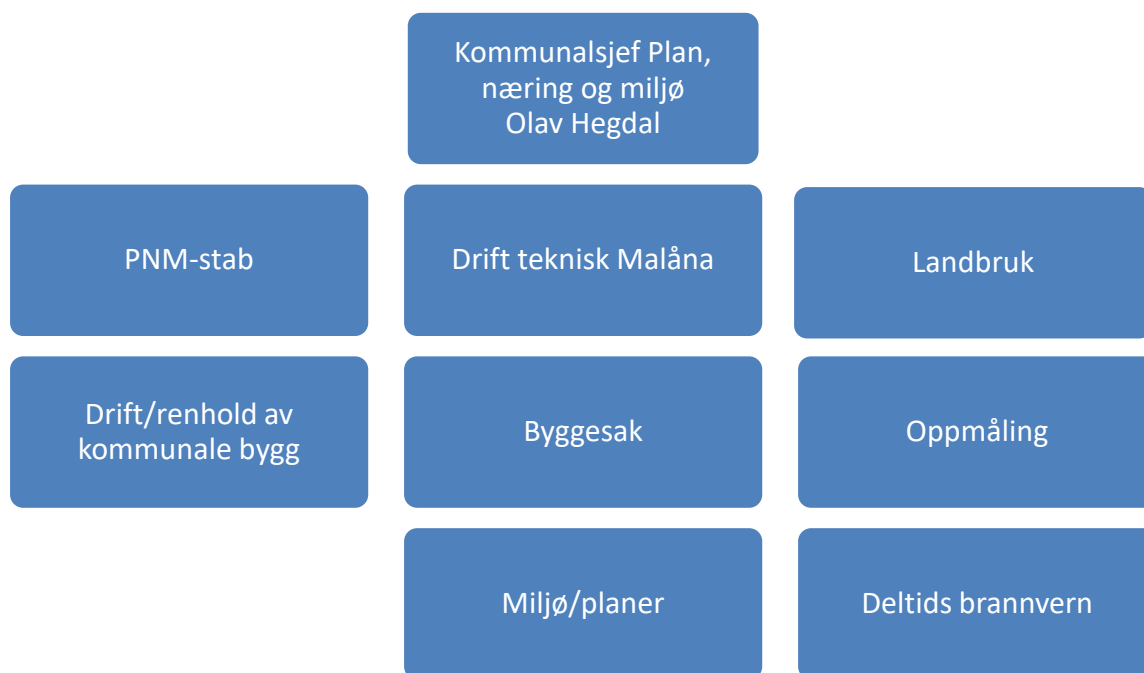 Kommunalsjef Plan,
næring og miljø
Olav Hegdal
PNM-stab
Drift teknisk Malåna
Landbruk
Drift/renhold av
kommunale bygg
Byggesak
Oppmåling
Miljø/planer
Deltids brannvern